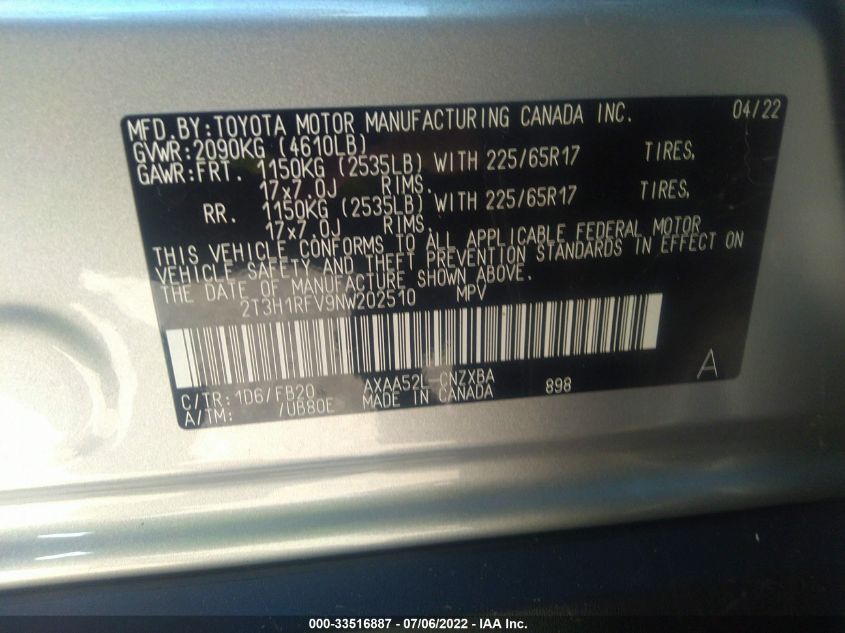 MFD.BY:TOYOTA MOTOR MANUFACTURING CANADA INC. 04/22
GVWR:2090KG (4610LB)
GAWR:FRT. 1150KG (2535LB) WITH 225/65R17 TIRES,
17x7.0J RIMS.
RR. 1150KG (2535LB) WITH 225/65R17 TIRES,
17x7.0J RIMS.
THIS VEHICLE CONFORMS TO ALL APPLICABLE FEDERAL MOTOR
VEHICLE SAFETY AND THEFT PREVENTION STANDARDS IN EFFECT ON
THE DATE OF MANUFACTURE SHOWN ABOVE.
2T3H1RFV9NW202510 MPV
C/TR: 1D6/FB20 AXAA52L-CNZXBA 898 A
A/TM: /UB80E MADE IN CANADA
000-33516887 - 07/06/2022 - IAA Inc.